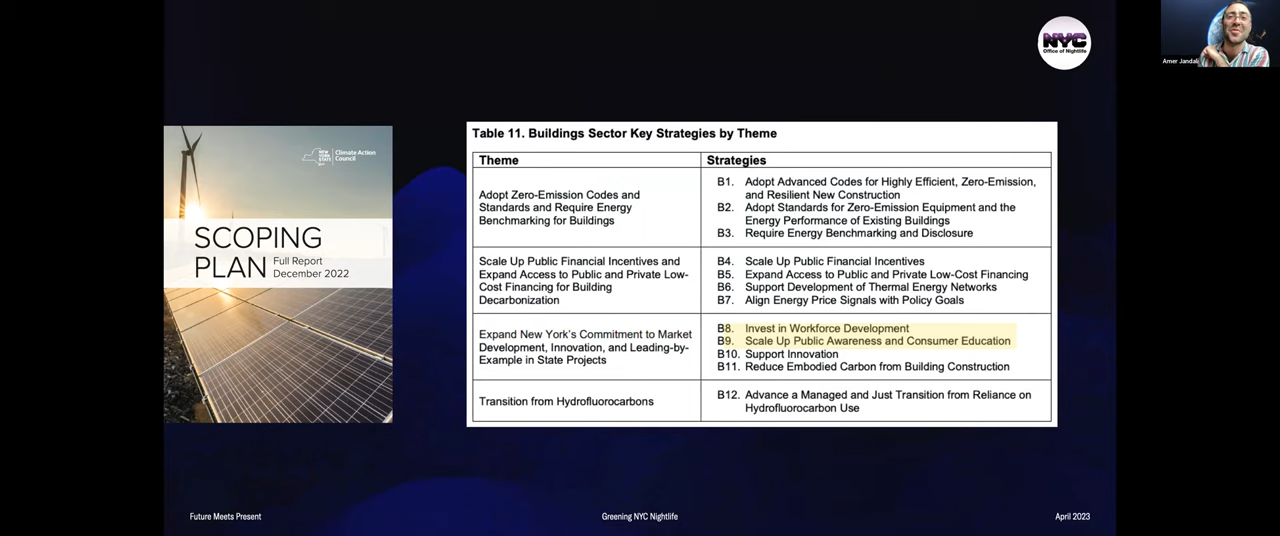 NYC
Office of Nightlife
Amer Jandali
NEW YORK STATE
Climate Action Council
SCOPING PLAN
Full Report
December 2022
Table 11. Buildings Sector Key Strategies by Theme
Theme
Strategies
Adopt Zero-Emission Codes and
Standards and Require Energy
Benchmarking for Buildings
B1. Adopt Advanced Codes for Highly Efficient, Zero-Emission,
and Resilient New Construction
B2. Adopt Standards for Zero-Emission Equipment and the
Energy Performance of Existing Buildings
B3. Require Energy Benchmarking and Disclosure
Scale Up Public Financial Incentives and
Expand Access to Public and Private Low-
Cost Financing for Building
Decarbonization
B4. Scale Up Public Financial Incentives
B5. Expand Access to Public and Private Low-Cost Financing
B6. Support Development of Thermal Energy Networks
B7. Align Energy Price Signals with Policy Goals
Expand New York's Commitment to Market
Development, Innovation, and Leading-by-
Example in State Projects
B8. Invest in Workforce Development
B9. Scale Up Public Awareness and Consumer Education
B10. Support Innovation
B11. Reduce Embodied Carbon from Building Construction
Transition from Hydrofluorocarbons
B12. Advance a Managed and Just Transition from Reliance on
Hydrofluorocarbon Use
Future Meets Present
Greening NYC Nightlife
April 2023